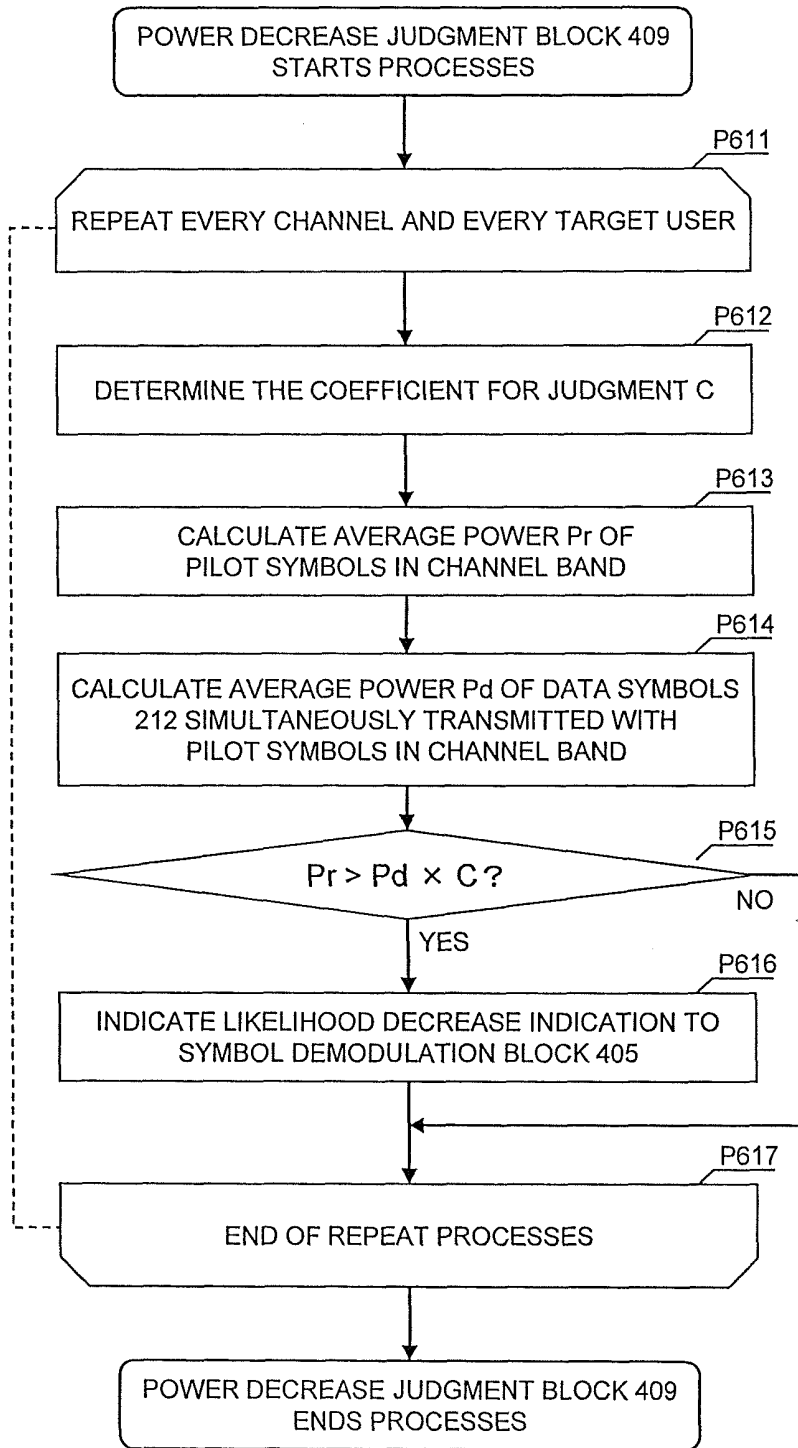 POWER DECREASE JUDGMENT BLOCK 409
STARTS PROCESSES
P611
REPEAT EVERY CHANNEL AND EVERY TARGET USER
P612
DETERMINE THE COEFFICIENT FOR JUDGMENT C
P613
CALCULATE AVERAGE POWER Pr OF
PILOT SYMBOLS IN CHANNEL BAND
P614
CALCULATE AVERAGE POWER Pd OF DATA SYMBOLS
212 SIMULTANEOUSLY TRANSMITTED WITH
PILOT SYMBOLS IN CHANNEL BAND
P615
Pr > Pd × C?
NO
YES
P616
INDICATE LIKELIHOOD DECREASE INDICATION TO
SYMBOL DEMODULATION BLOCK 405
P617
END OF REPEAT PROCESSES
POWER DECREASE JUDGMENT BLOCK 409
ENDS PROCESSES